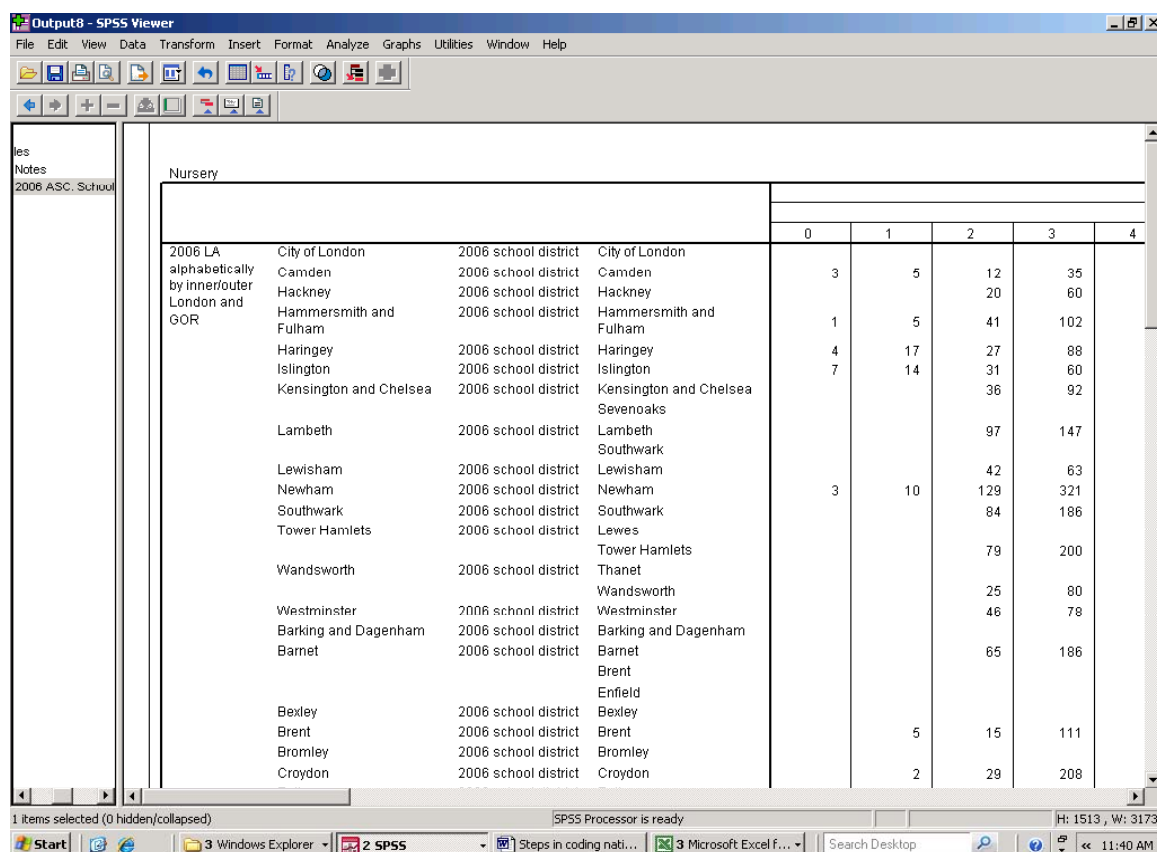 Output8 - SPSS Viewer
File Edit View Data Transform Insert Format Analyze Graphs Utilities Window Help
les
Notes
2006 ASC. School
Nursery
0 1 2 3 4
2006 LA alphabetically by inner/outer London and GOR
City of London 2006 school district City of London
Camden 2006 school district Camden 3 5 12 35
Hackney 2006 school district Hackney 20 60
Hammersmith and Fulham 2006 school district Hammersmith and Fulham 1 5 41 102
Haringey 2006 school district Haringey 4 17 27 88
Islington 2006 school district Islington 7 14 31 60
Kensington and Chelsea 2006 school district Kensington and Chelsea 36 92
Sevenoaks
Lambeth 2006 school district Lambeth 97 147
Southwark
Lewisham 2006 school district Lewisham 42 63
Newham 2006 school district Newham 3 10 129 321
Southwark 2006 school district Southwark 84 186
Tower Hamlets 2006 school district Lewes
Tower Hamlets 79 200
Wandsworth 2006 school district Thanet
Wandsworth 25 80
Westminster 2006 school district Westminster 46 78
Barking and Dagenham 2006 school district Barking and Dagenham
Barnet 2006 school district Barnet 65 186
Brent
Enfield
Bexley 2006 school district Bexley
Brent 2006 school district Brent 5 15 111
Bromley 2006 school district Bromley
Croydon 2006 school district Croydon 2 29 208
1 items selected (0 hidden/collapsed) SPSS Processor is ready H: 1513 , W: 3173
Start 3 Windows Explorer 2 SPSS Steps in coding nati... 3 Microsoft Excel f... Search Desktop « 11:40 AM